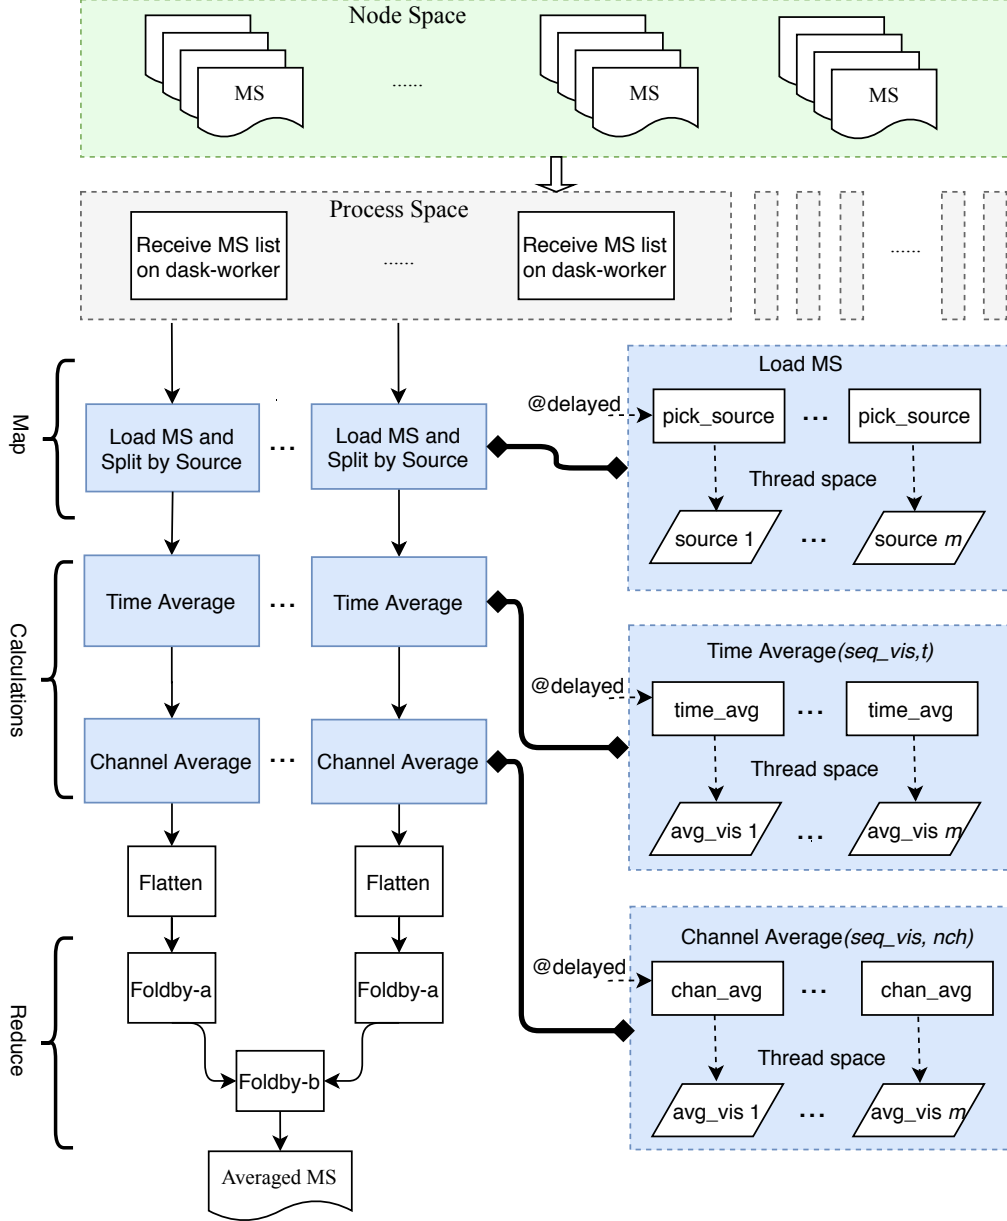 Node Space
MS
......
MS
MS
Process Space
Receive MS list
on dask-worker
......
Receive MS list
on dask-worker
......
Map
Load MS and
Split by Source
...
Load MS and
Split by Source
Load MS
@delayed
pick_source
...
pick_source
Thread space
source 1
...
source m
Calculations
Time Average
...
Time Average
Time Average(seq_vis,t)
@delayed
time_avg
...
time_avg
Thread space
avg_vis 1
...
avg_vis m
Channel Average
...
Channel Average
Flatten
Flatten
Channel Average(seq_vis, nch)
@delayed
chan_avg
...
chan_avg
Thread space
avg_vis 1
...
avg_vis m
Reduce
Foldby-a
Foldby-a
Foldby-b
Averaged MS